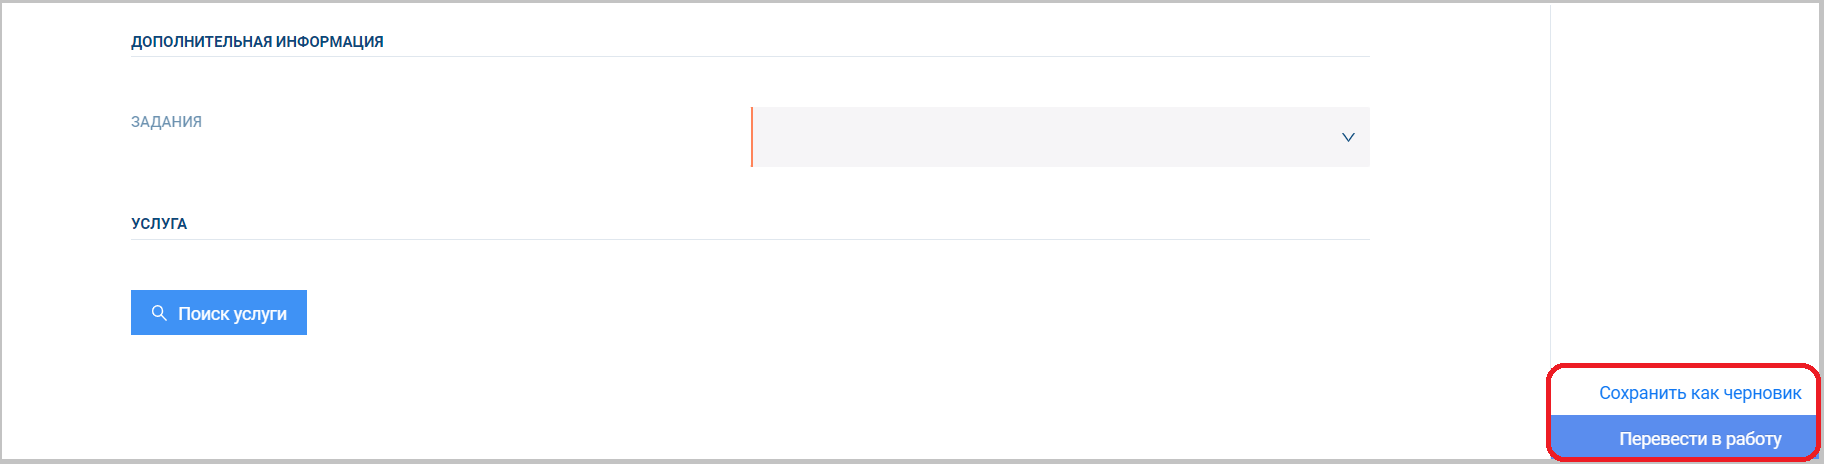 ДОПОЛНИТЕЛЬНАЯ ИНФОРМАЦИЯ
ЗАДАНИЯ
УСЛУГА
Поиск услуги
Сохранить как черновик
Перевести в работу